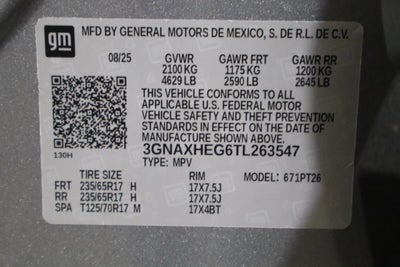 gm
MFD BY GENERAL MOTORS DE MEXICO, S. DE R.L. DE C.V.
08/25 GVWR GAWR FRT GAWR RR
2100 KG 1175 KG 1200 KG
4629 LB 2590 LB 2645 LB
THIS VEHICLE CONFORMS TO ALL
APPLICABLE U.S. FEDERAL MOTOR
VEHICLE SAFETY AND THEFT PREVENTION
STANDARDS IN EFFECT ON THE DATE OF
MANUFACTURE SHOWN ABOVE.
130H
3GNAXHEG6TL263547
TYPE: MPV
TIRE SIZE RIM MODEL: 671PT26
FRT 235/65R17 H 17X7.5J
RR 235/65R17 H 17X7.5J
SPA T125/70R17 M 17X4BT